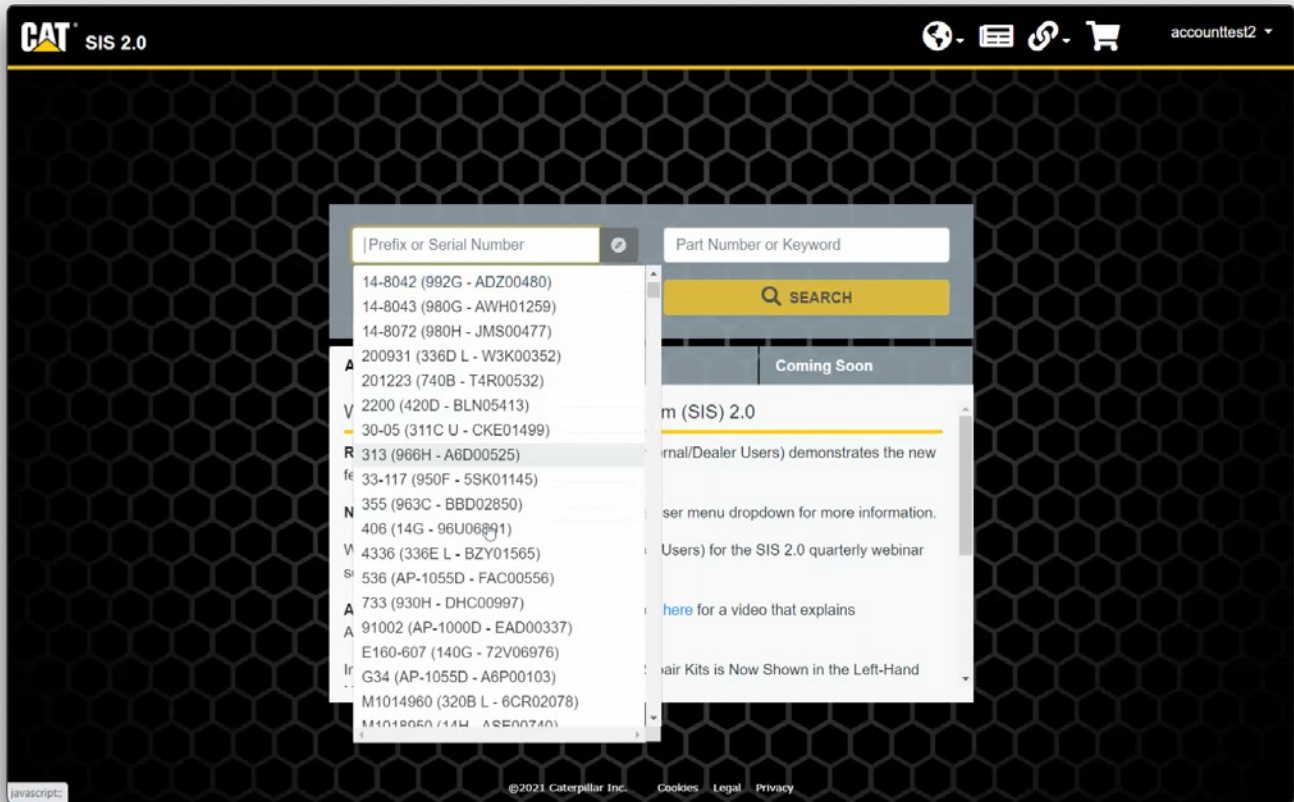 CAT SIS 2.0
accounttest2
Prefix or Serial Number
Part Number or Keyword
SEARCH
14-8042 (992G - ADZ00480)
14-8043 (980G - AWH01259)
14-8072 (980H - JMS00477)
200931 (336D L - W3K00352)
201223 (740B - T4R00532)
2200 (420D - BLN05413)
30-05 (311C U - CKE01499)
313 (966H - A6D00525)
33-117 (950F - 5SK01145)
355 (963C - BBD02850)
406 (14G - 96U06891)
4336 (336E L - BZY01565)
536 (AP-1055D - FAC00556)
733 (930H - DHC00997)
91002 (AP-1000D - EAD00337)
E160-607 (140G - 72V06976)
G34 (AP-1055D - A6P00103)
M1014960 (320B L - 6CR02078)
M1018950 (14H - ASE00740)
Coming Soon
(SIS) 2.0
demonstrates the new
user menu dropdown for more information.
Users) for the SIS 2.0 quarterly webinar
here for a video that explains
Kits is Now Shown in the Left-Hand
©2021 Caterpillar Inc. Cookies Legal Privacy
javascript:;